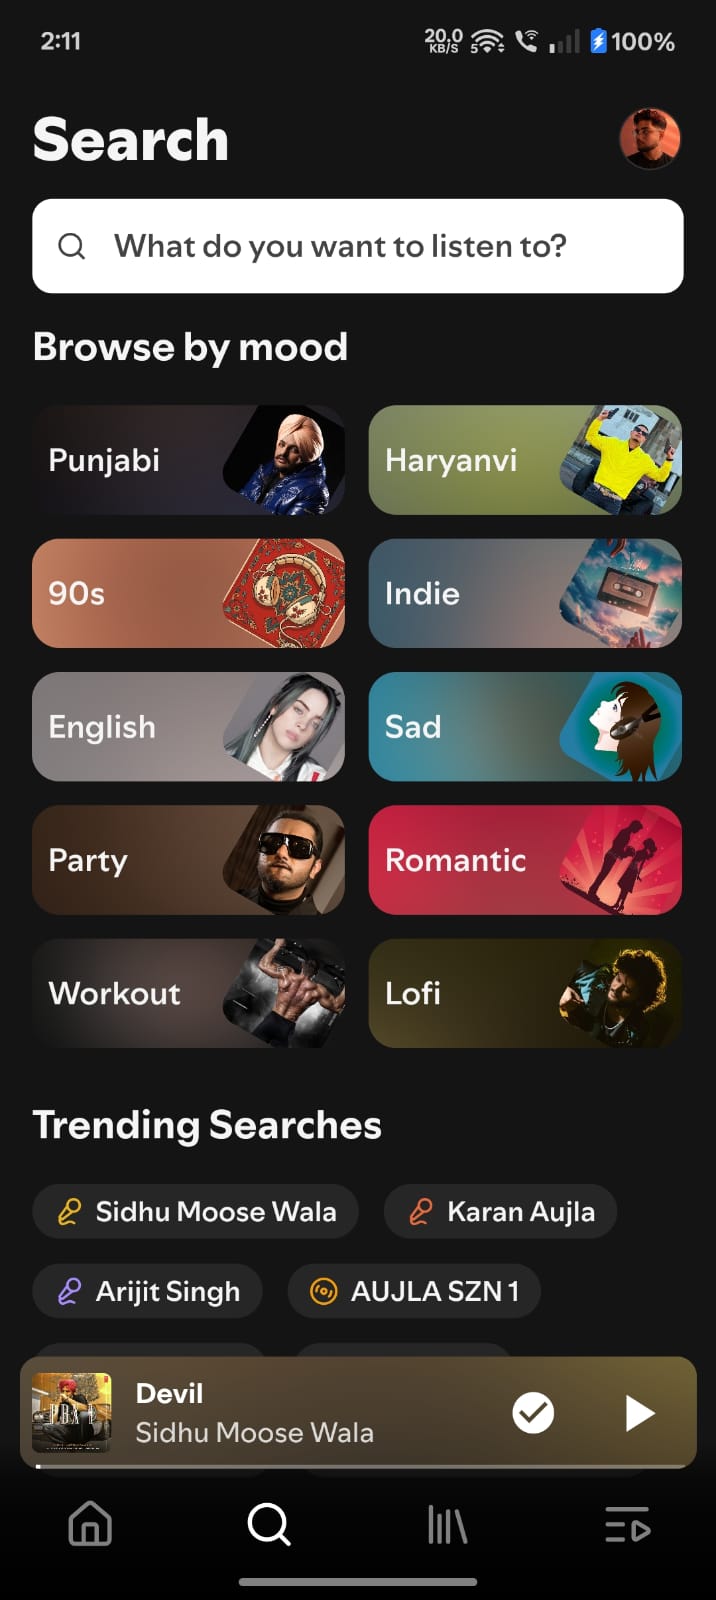 2:11 20.0 KB/S 5 100%
Search
What do you want to listen to?
Browse by mood
Punjabi Haryanvi
90s Indie
English Sad
Party Romantic
Workout Lofi
Trending Searches
Sidhu Moose Wala Karan Aujla
Arijit Singh AUJLA SZN 1
Devil
Sidhu Moose Wala